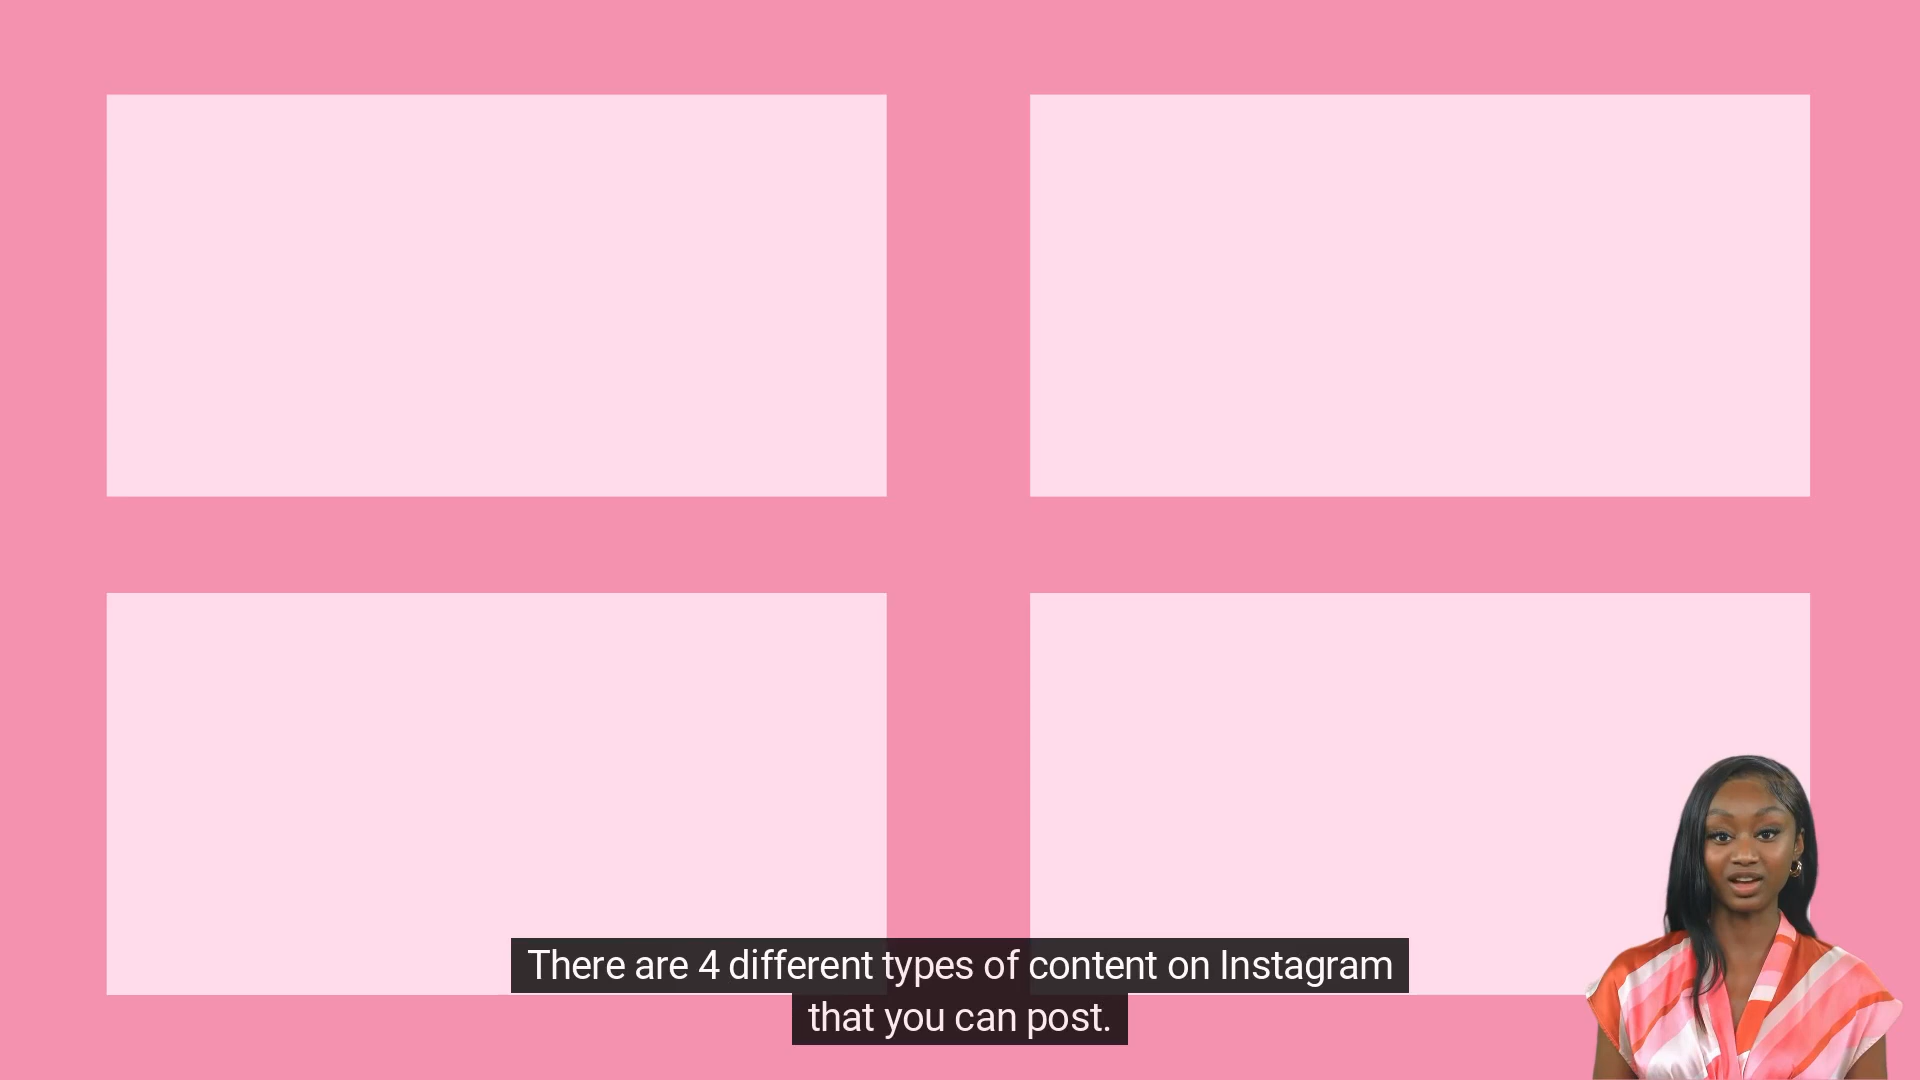 There are 4 different types of content on Instagram
that you can post.